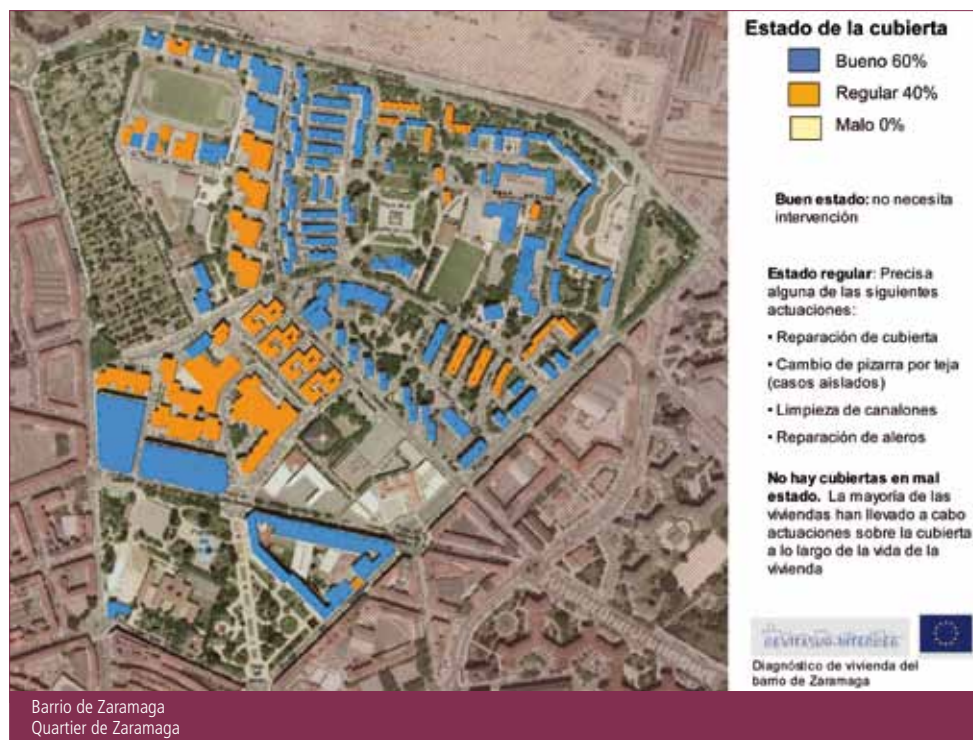 Estado de la cubierta
Bueno 60%
Regular 40%
Malo 0%
Buen estado: no necesita
intervención
Estado regular: Precisa
alguna de las siguientes
actuaciones:
• Reparación de cubierta
• Cambio de pizarra por teja
(casos aislados)
• Limpieza de canalones
• Reparación de aleros
No hay cubiertas en mal
estado. La mayoría de las
viviendas han llevado a cabo
actuaciones sobre la cubierta
a lo largo de la vida de la
vivienda
Diagnóstico de vivienda del
barrio de Zaramaga
Barrio de Zaramaga
Quartier de Zaramaga